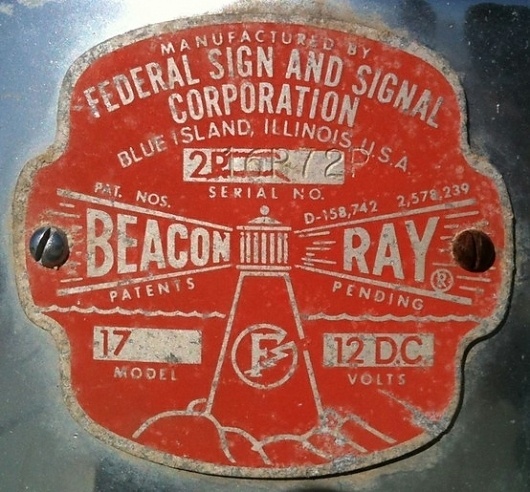 MANUFACTURED BY
FEDERAL SIGN AND SIGNAL
CORPORATION
BLUE ISLAND, ILLINOIS, U.S.A.
SERIAL NO.
PAT. NOS. D-158,742 2,578,239
BEACON RAY®
PATENTS PENDING
17 12 D.C.
MODEL VOLTS
F